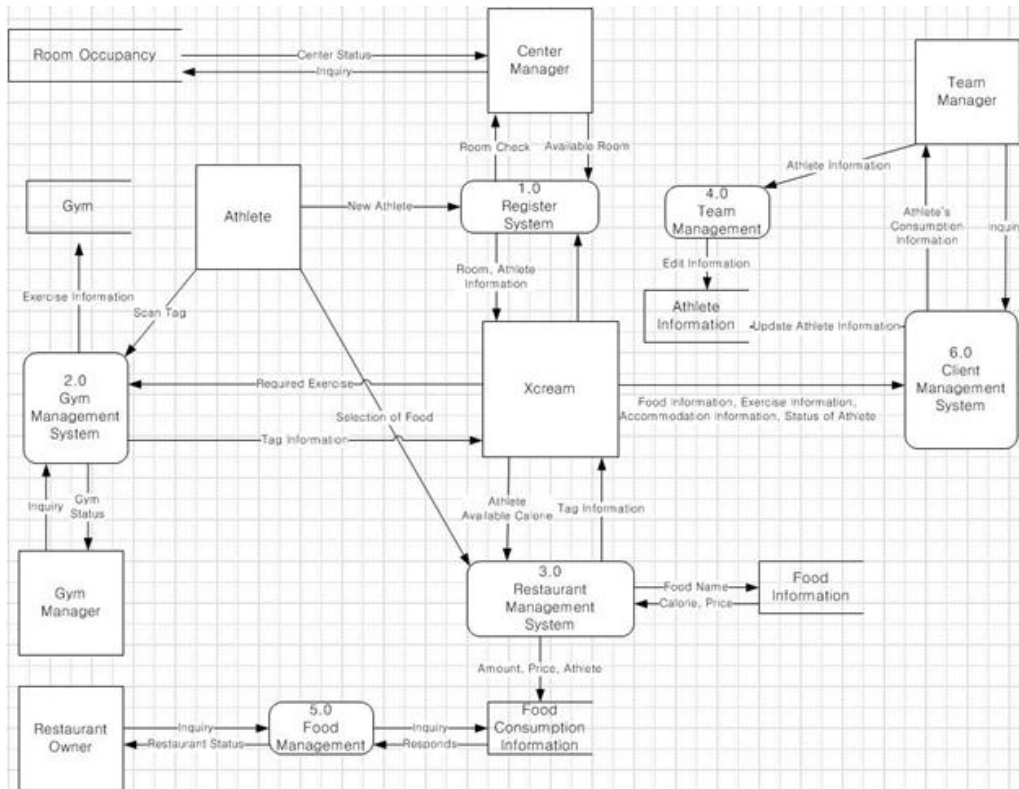 Room Occupancy
Center Status
Inquiry
Center
Manager
Team
Manager
Room Check
Available Room
Athlete Information
Gym
Athlete
New Athlete
1.0
Register
System
4.0
Team
Management
Athlete's
Consumption
Information
Inquiry
Room, Athlete
Information
Edit Information
Exercise Information
Scan Tag
Athlete
Information
Update Athlete Information
2.0
Gym
Management
System
Required Exercise
Xcream
6.0
Client
Management
System
Food Information, Exercise Information,
Accommodation Information, Status of Athlete
Selection of Food
Tag Information
Inquiry
Gym
Status
Athlete
Available Calorie
Tag Information
Gym
Manager
3.0
Restaurant
Management
System
Food Name
Calorie, Price
Food
Information
Amount, Price, Athlete
Restaurant
Owner
Inquiry
Restaurant Status
5.0
Food
Management
Inquiry
Responds
Food
Consumption
Information